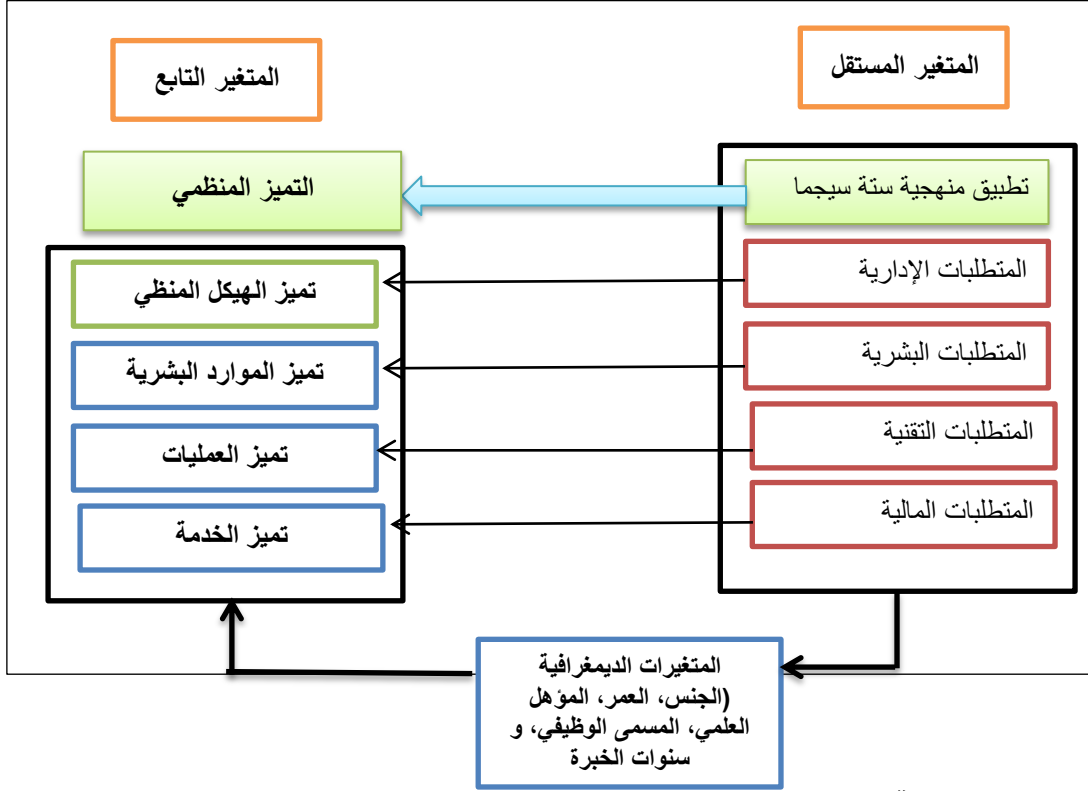 المتغير المستقل
المتغير التابع
تطبيق منهجية ستة سيجما
التميز المنظمي
المتطلبات الإدارية
تميز الهيكل المنظي
المتطلبات البشرية
تميز الموارد البشرية
المتطلبات التقنية
تميز العمليات
المتطلبات المالية
تميز الخدمة
المتغيرات الديمغرافية
(الجنس، العمر، المؤهل
العلمي، المسمى الوظيفي، و
سنوات الخبرة